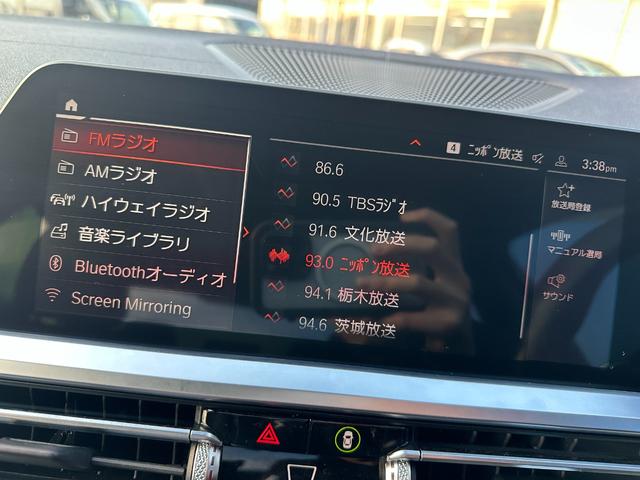 4 ニッポン放送
3:38pm
FMラジオ
AMラジオ
ハイウェイラジオ
音楽ライブラリ
Bluetoothオーディオ
Screen Mirroring
86.6
90.5 TBSラジオ
91.6 文化放送
93.0 ニッポン放送
94.1 栃木放送
94.6 茨城放送
放送局登録
マニュアル選局
サウンド